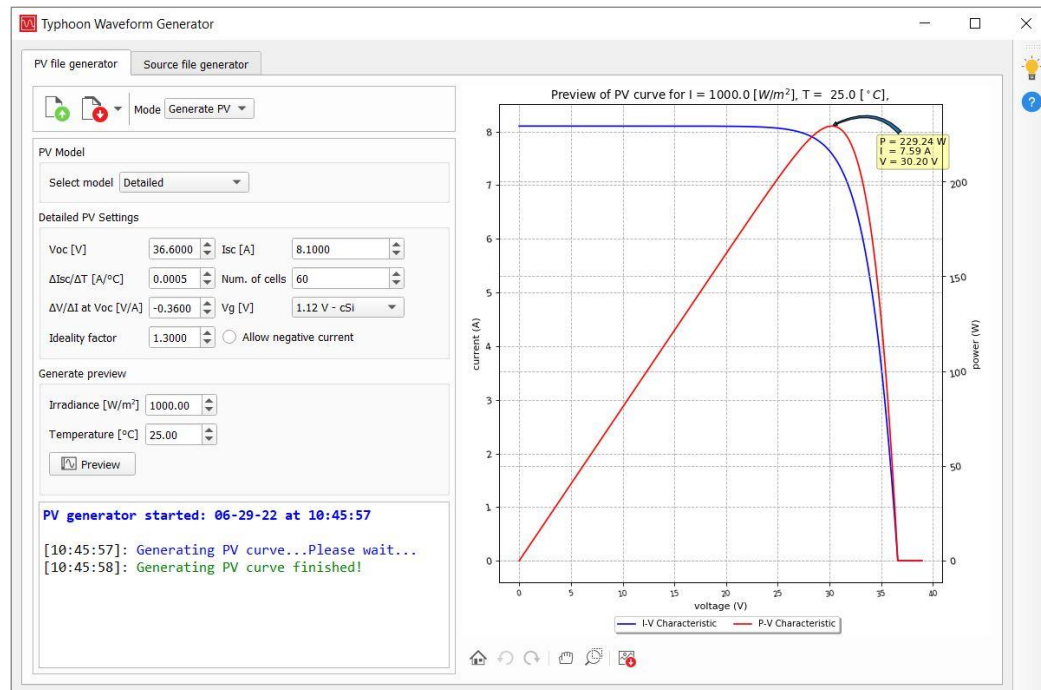 Typhoon Waveform Generator
PV file generator
Source file generator
Mode Generate PV
PV Model
Select model Detailed
Detailed PV Settings
Voc [V] 36.6000 Isc [A] 8.1000
ΔIsc/ΔT [A/ºC] 0.0005 Num. of cells 60
ΔV/ΔI at Voc [V/A] -0.3600 Vg [V] 1.12 V - cSi
Ideality factor 1.3000 Allow negative current
Generate preview
Irradiance [W/m²] 1000.00
Temperature [ºC] 25.00
Preview
PV generator started: 06-29-22 at 10:45:57
[10:45:57]: Generating PV curve...Please wait...
[10:45:58]: Generating PV curve finished!
Preview of PV curve for I = 1000.0 [W/m²], T = 25.0 [°C],
P = 229.24 W
I = 7.59 A
V = 30.20 V
current (A)
8
7
6
5
4
3
2
1
0
power (W)
200
150
100
50
0
0 5 10 15 20 25 30 35 40
voltage (V)
I-V Characteristic P-V Characteristic
?